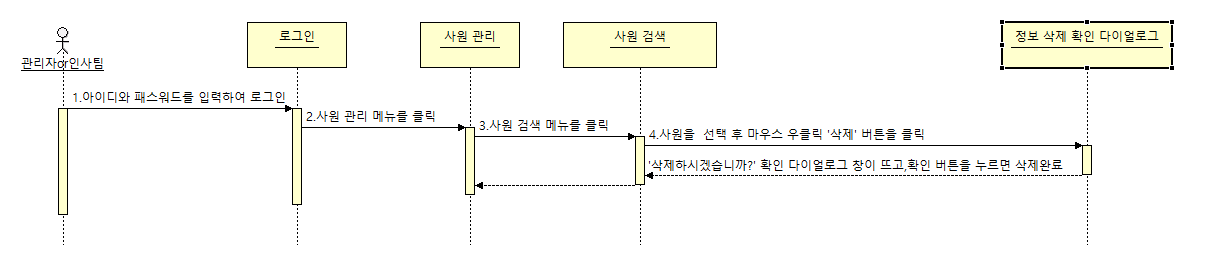 로그인
사원 관리
사원 검색
정보 삭제 확인 다이얼로그
관리자or인사팀
1.아이디와 패스워드를 입력하여 로그인
2.사원 관리 메뉴를 클릭
3.사원 검색 메뉴를 클릭
4.사원을 선택 후 마우스 우클릭 '삭제' 버튼을 클릭
'삭제하시겠습니까?' 확인 다이얼로그 창이 뜨고,확인 버튼을 누르면 삭제완료